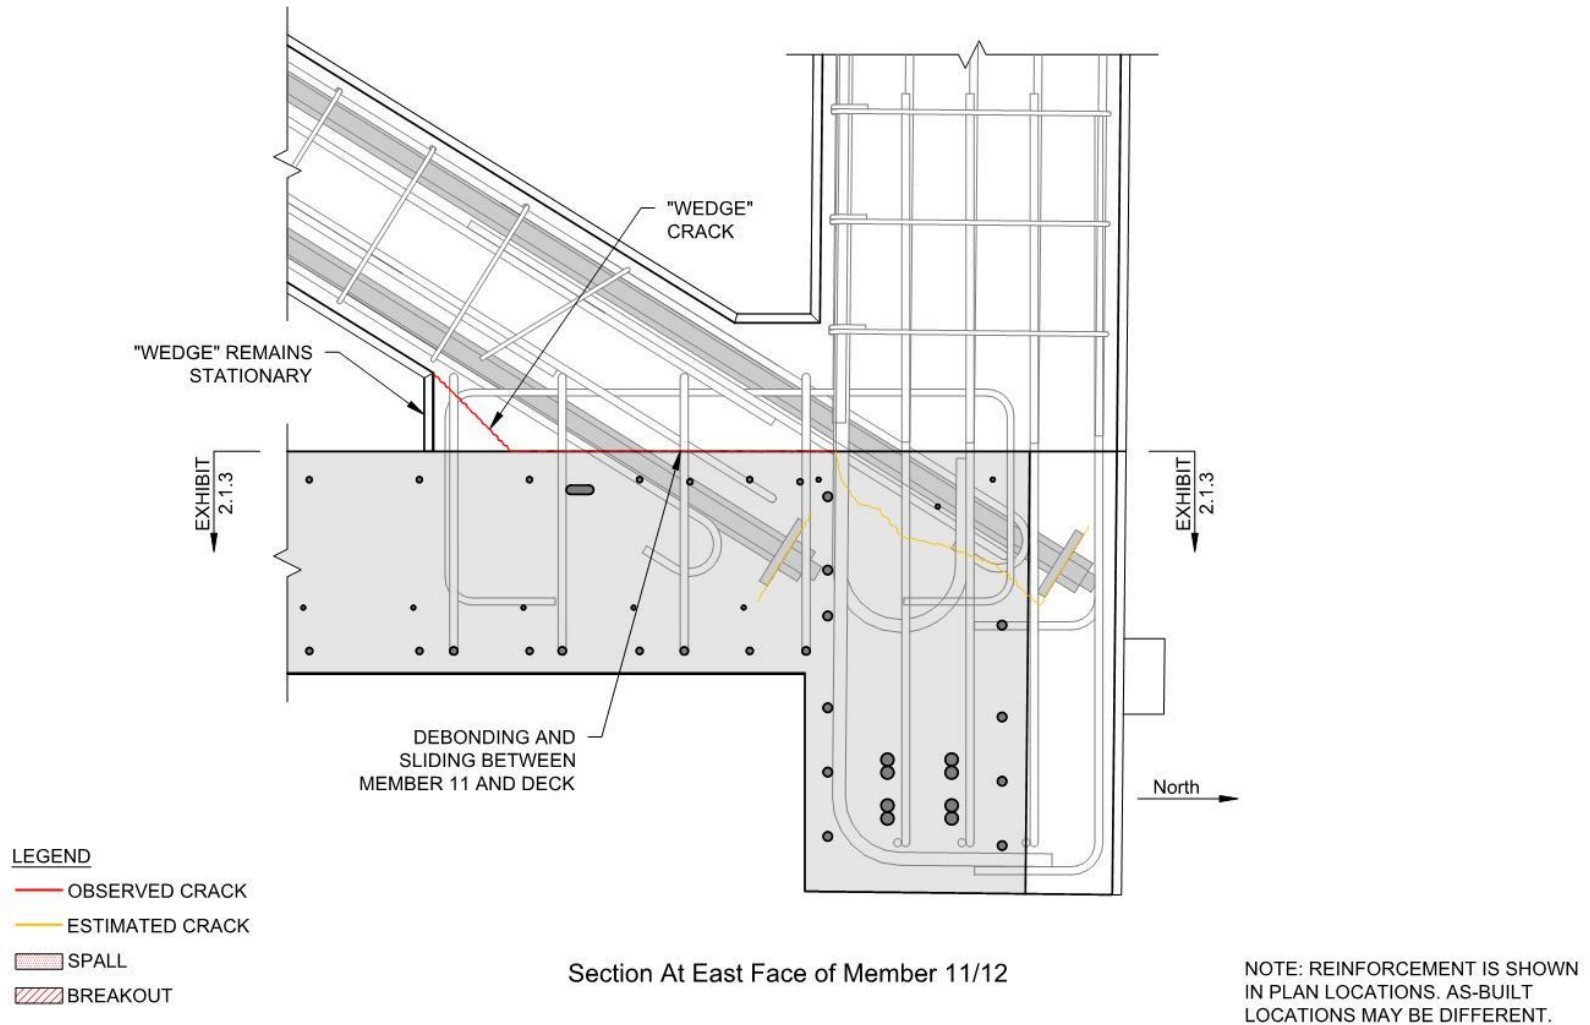 "WEDGE"
CRACK
"WEDGE" REMAINS
STATIONARY
EXHIBIT
2.1.3
EXHIBIT
2.1.3
DEBONDING AND
SLIDING BETWEEN
MEMBER 11 AND DECK
North
LEGEND
OBSERVED CRACK
ESTIMATED CRACK
SPALL
BREAKOUT
Section At East Face of Member 11/12
NOTE: REINFORCEMENT IS SHOWN
IN PLAN LOCATIONS. AS-BUILT
LOCATIONS MAY BE DIFFERENT.